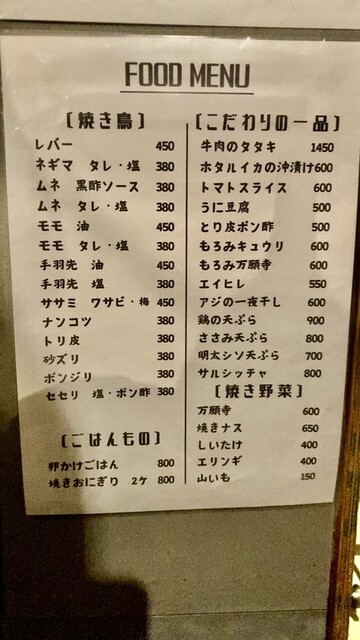 FOOD MENU
〔焼き鳥〕
レバー 450
ネギマ タレ・塩 380
ムネ 黒酢ソース 380
ムネ タレ・塩 380
モモ 油 450
モモ タレ・塩 380
手羽先 油 450
手羽先 塩 380
ササミ ワサビ・梅 450
ナンコツ 380
トリ皮 380
砂ズリ 380
ボンジリ 380
セセリ 塩・ポン酢 380
〔ごはんもの〕
卵かけごはん 800
焼きおにぎり 2ケ 800
〔こだわりの一品〕
牛肉のタタキ 1450
ホタルイカの沖漬け 600
トマトスライス 600
うに豆腐 500
とり皮ポン酢 500
もろみキュウリ 600
もろみ万願寺 600
エイヒレ 550
アジの一夜干し 600
鶏の天ぷら 900
ささみ天ぷら 800
明太シソ天ぷら 700
サルシッチャ 800
〔焼き野菜〕
万願寺 600
焼きナス 650
しいたけ 400
エリンギ 400
山いも 150